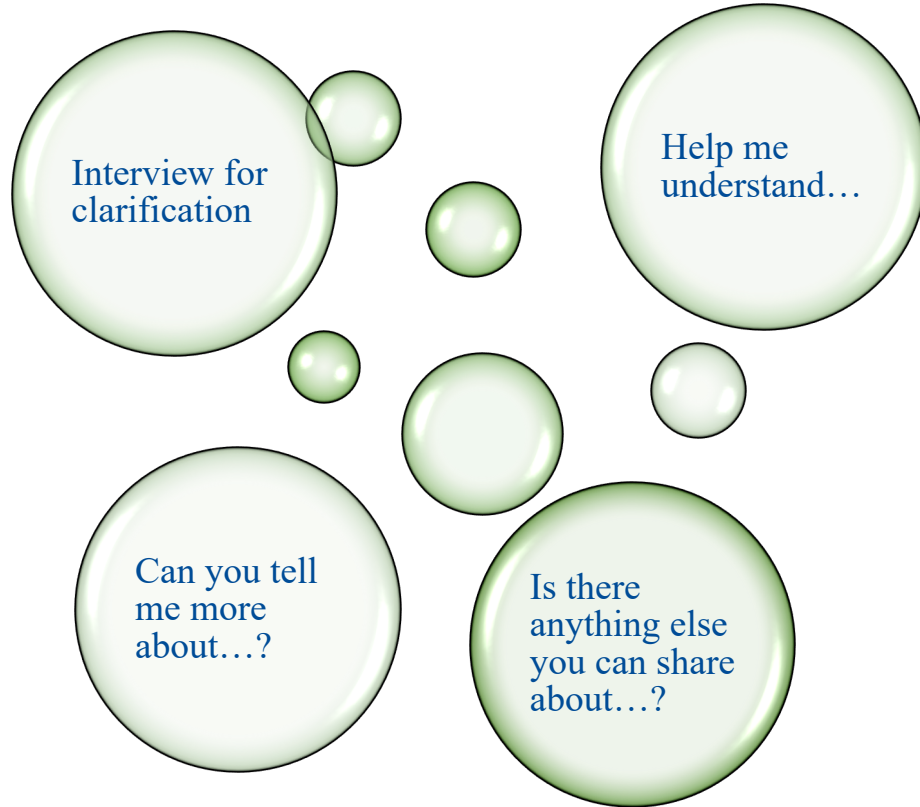 Interview for
clarification
Help me
understand…
Can you tell
me more
about…?
Is there
anything else
you can share
about…?